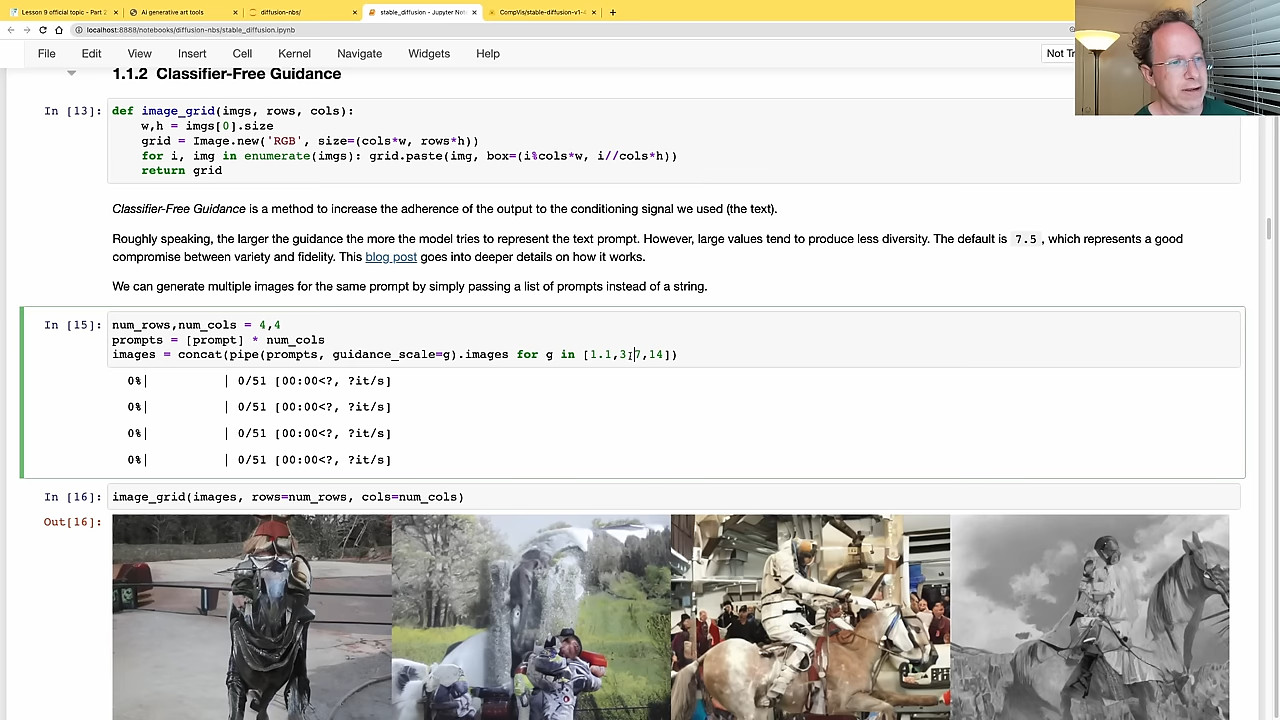 Lesson 9 official topic - Part 2
AI generative art tools
diffusion-nbs/
stable_diffusion - Jupyter Not
CompVis/stable-diffusion-v1-4
localhost:8888/notebooks/diffusion-nbs/stable_diffusion.ipynb
File Edit View Insert Cell Kernel Navigate Widgets Help
Not Tr
1.1.2 Classifier-Free Guidance
In [13]: def image_grid(imgs, rows, cols):
w,h = imgs[0].size
grid = Image.new('RGB', size=(cols*w, rows*h))
for i, img in enumerate(imgs): grid.paste(img, box=(i%cols*w, i//cols*h))
return grid
Classifier-Free Guidance is a method to increase the adherence of the output to the conditioning signal we used (the text).
Roughly speaking, the larger the guidance the more the model tries to represent the text prompt. However, large values tend to produce less diversity. The default is 7.5, which represents a good
compromise between variety and fidelity. This blog post goes into deeper details on how it works.
We can generate multiple images for the same prompt by simply passing a list of prompts instead of a string.
In [15]: num_rows,num_cols = 4,4
prompts = [prompt] * num_cols
images = concat(pipe(prompts, guidance_scale=g).images for g in [1.1,3,7,14])
0%| | 0/51 [00:00<?, ?it/s]
0%| | 0/51 [00:00<?, ?it/s]
0%| | 0/51 [00:00<?, ?it/s]
0%| | 0/51 [00:00<?, ?it/s]
In [16]: image_grid(images, rows=num_rows, cols=num_cols)
Out[16]: